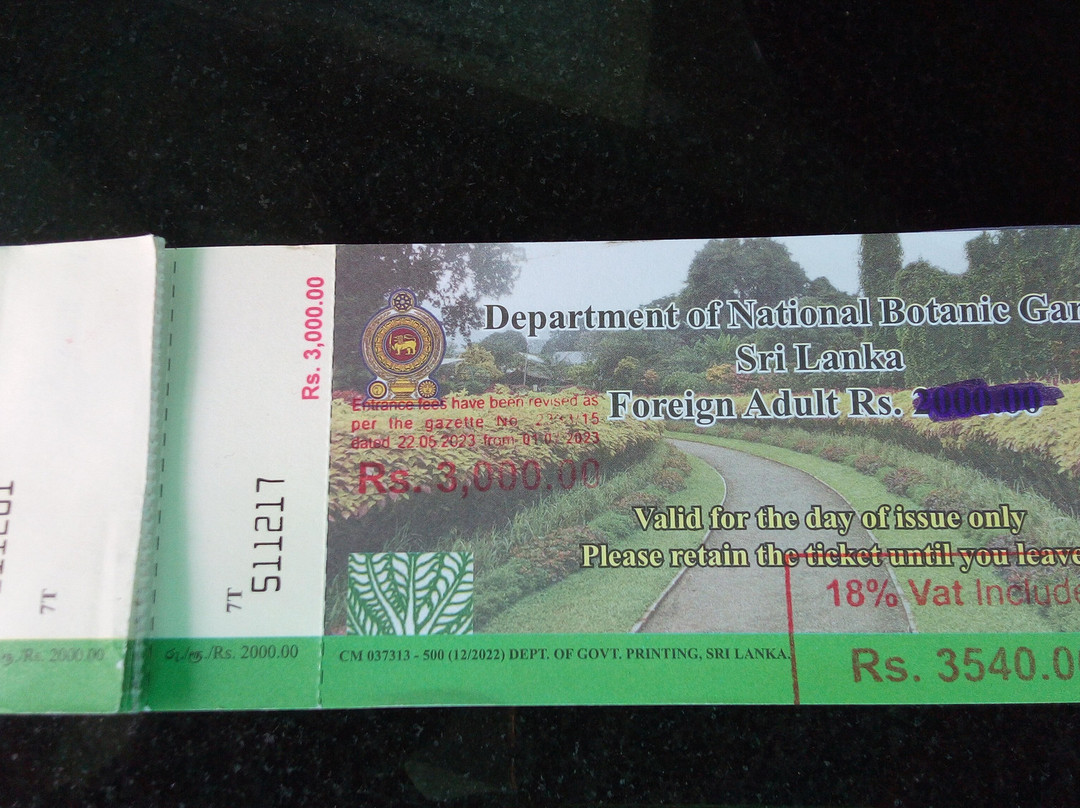 Rs. 3,000.00
7T
511217
රු/ரூ./Rs. 2000.00
7T
ரூ./Rs. 2000.00
Department of National Botanic Gar
Sri Lanka
Foreign Adult Rs. 2000.00
Entrance fees have been revised as
per the gazette No. /15
dated 22.06.2023 from 2023
Rs. 3,000.00
Valid for the day of issue only
Please retain the ticket until you leave
18% Vat Include
Rs. 3540.0
CM 037313 - 500 (12/2022) DEPT. OF GOVT. PRINTING, SRI LANKA.